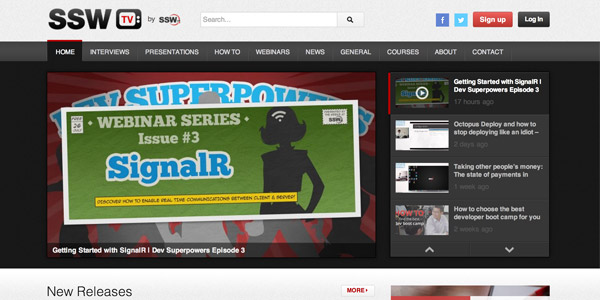 SSW TV by SSW
Search...
Sign up
Log In
HOME INTERVIEWS PRESENTATIONS HOW TO WEBINARS NEWS GENERAL COURSES ABOUT CONTACT
DEV SUPERPOWERS
WEBINAR SERIES
Issue #3
SignalR
DISCOVER HOW TO ENABLE REAL TIME COMMUNICATIONS BETWEEN CLIENT & SERVER!
SSW
Getting Started with SignalR | Dev Superpowers Episode 3
Getting Started with SignalR |
Dev Superpowers Episode 3
17 hours ago
Octopus Deploy and how to
stop deploying like an idiot –
2 days ago
Taking other people's money:
The state of payments in
1 week ago
How to choose the best
developer boot camp for you
New Releases
MORE